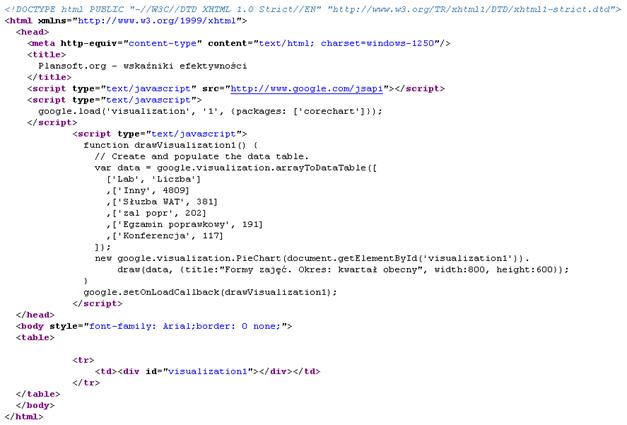 <!DOCTYPE html PUBLIC "-//W3C//DTD XHTML 1.0 Strict//EN" "http://www.w3.org/TR/xhtml1/DTD/xhtml1-strict.dtd">
<html xmlns="http://www.w3.org/1999/xhtml">
<head>
<meta http-equiv="content-type" content="text/html; charset=windows-1250"/>
<title>
Plansoft.org - wskaźniki efektywności
</title>
<script type="text/javascript" src="http://www.google.com/jsapi"></script>
<script type="text/javascript">
google.load('visualization', '1', {packages: ['corechart']});
</script>
<script type="text/javascript">
function drawVisualization1() {
// Create and populate the data table.
var data = google.visualization.arrayToDataTable([
['Lab', 'Liczba']
,['Inny', 4809]
,['Służba WAT', 381]
,['zal popr', 202]
,['Egzamin poprawkowy', 191]
,['Konferencja', 117]
]);
new google.visualization.PieChart(document.getElementById('visualization1')).
draw(data, {title:"Formy zajęć. Okres: kwartał obecny", width:800, height:600});
}
google.setOnLoadCallback(drawVisualization1);
</script>
</head>
<body style="font-family: Arial;border: 0 none;">
<table>
<tr>
<td><div id="visualization1"></div></td>
</tr>
</table>
</body>
</html>